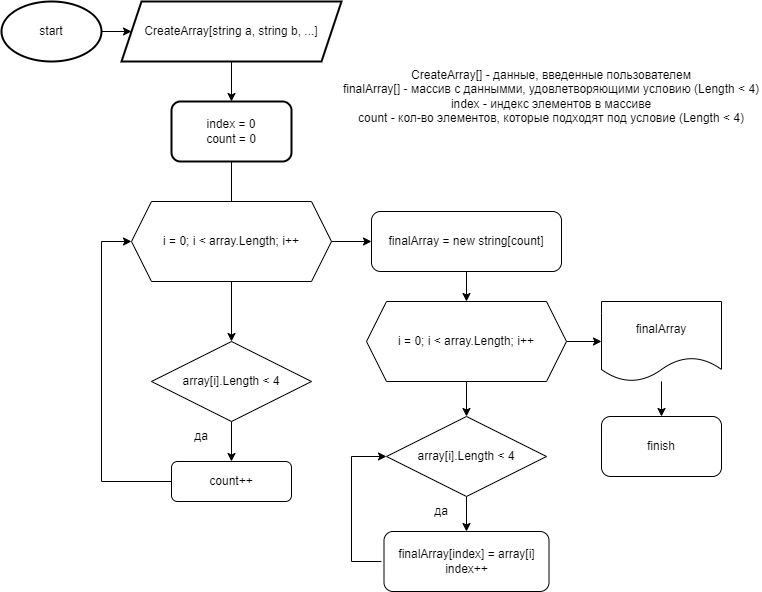 start
CreateArray[string a, string b, ...]
CreateArray[] - данные, введенные пользователем
finalArray[] - массив с даннымми, удовлетворяющими условию (Length < 4)
index - индекс элементов в массиве
count - кол-во элементов, которые подходят под условие (Length < 4)
index = 0
count = 0
i = 0; i < array.Length; i++
finalArray = new string[count]
i = 0; i < array.Length; i++
finalArray
array[i].Length < 4
да
count++
array[i].Length < 4
finish
да
finalArray[index] = array[i]
index++